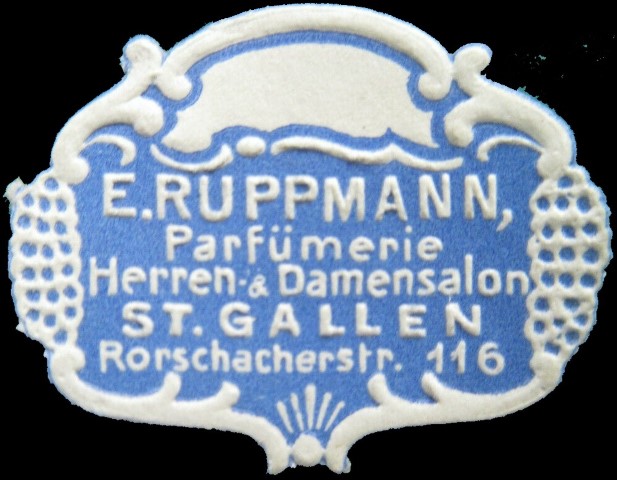 E.RUPPMANN,
Parfümerie
Herren-& Damensalon
ST. GALLEN
Rorschacherstr. 116